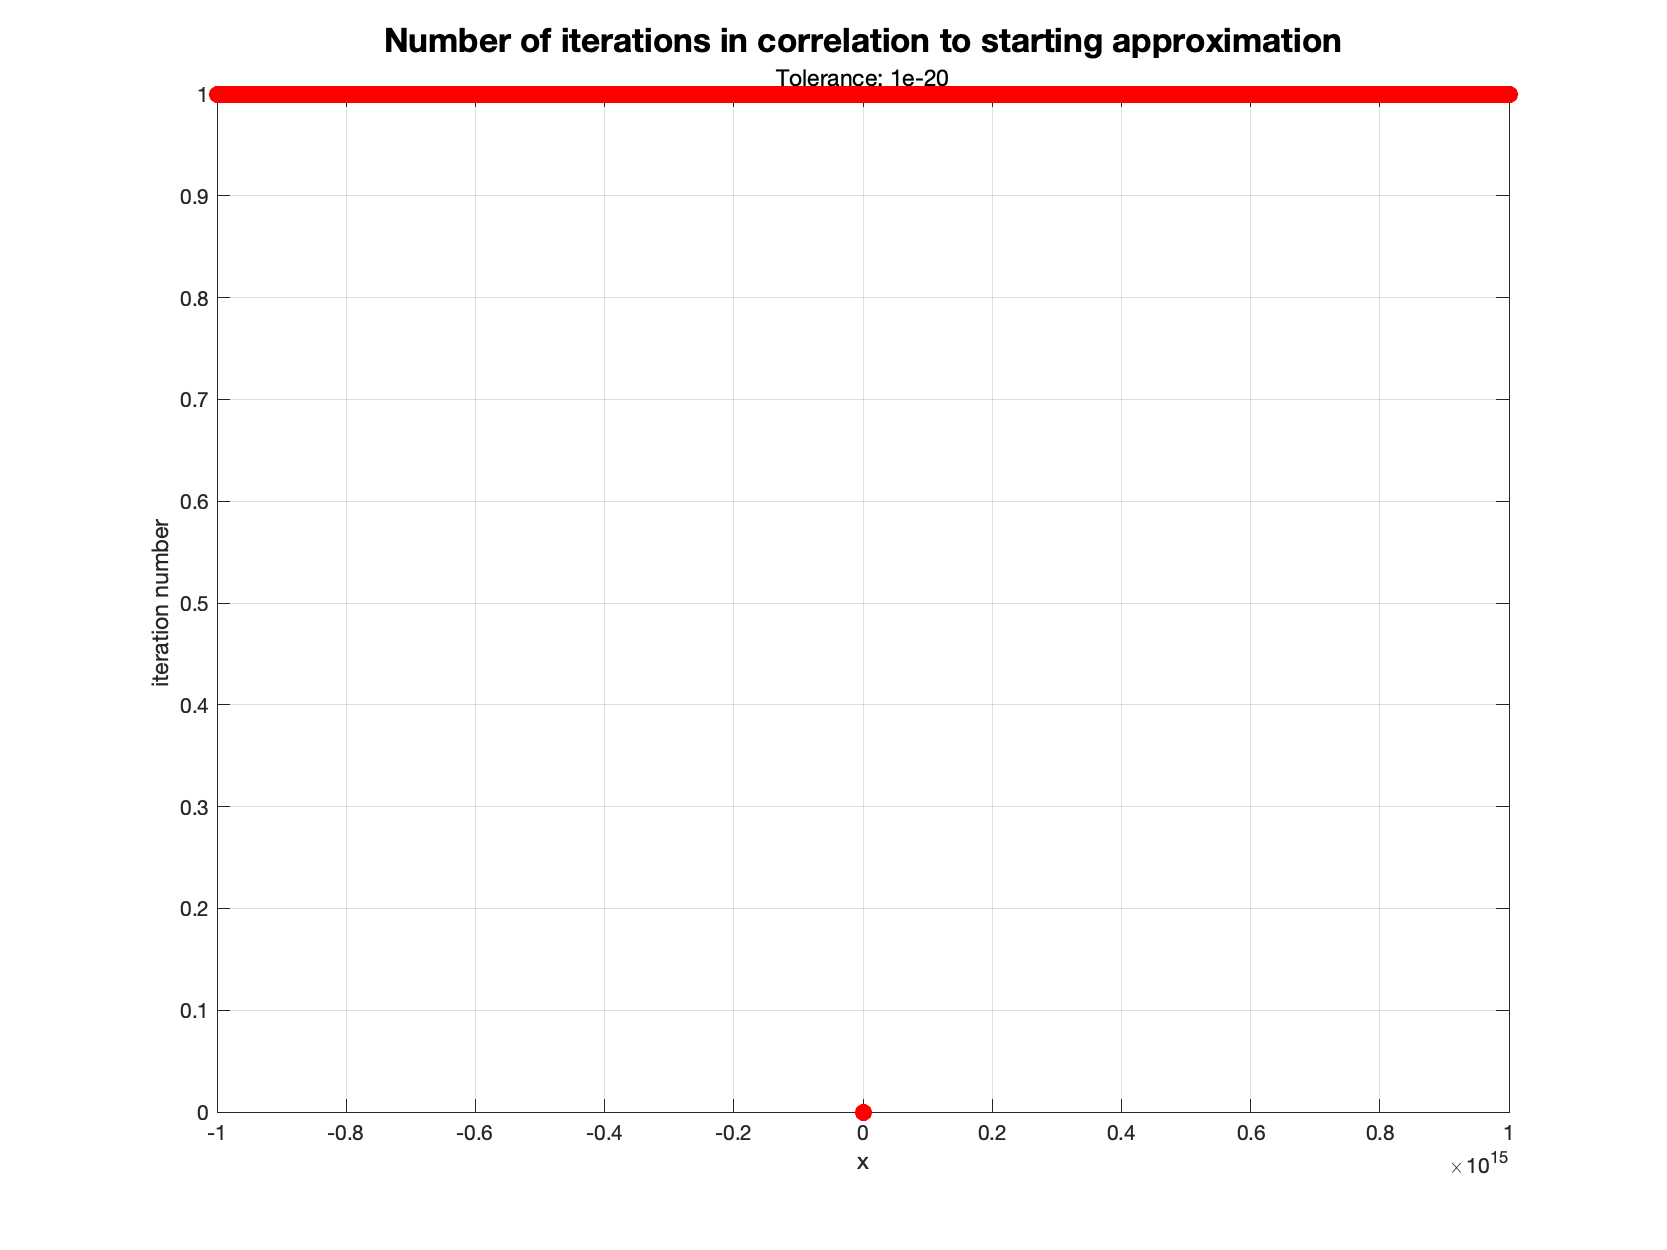 Number of iterations in correlation to starting approximation
Tolerance: 1e-20
1
0.9
0.8
0.7
0.6
0.5
0.4
0.3
0.2
0.1
0
iteration number
-1 -0.8 -0.6 -0.4 -0.2 0 0.2 0.4 0.6 0.8 1
x
×10^15